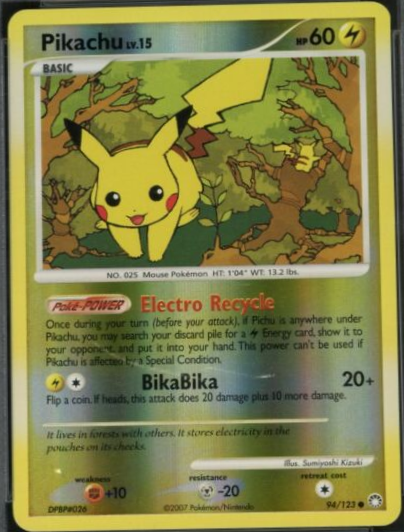 Pikachu LV.15 HP 60
BASIC
NO. 025 Mouse Pokémon HT: 1'04" WT: 13.2 lbs.
Poké-POWER Electro Recycle
Once during your turn (before your attack), if Pichu is anywhere under
Pikachu, you may search your discard pile for a Energy card, show it to
your opponent, and put it into your hand. This power can't be used if
Pikachu is affected by a Special Condition.
BikaBika 20+
Flip a coin. If heads, this attack does 20 damage plus 10 more damage.
It lives in forests with others. It stores electricity in the
pouches on its cheeks.
Illus. Sumiyoshi Kizuki
weakness resistance retreat cost
+10 -20
DPBP#026 ©2007 Pokémon/Nintendo 94/123